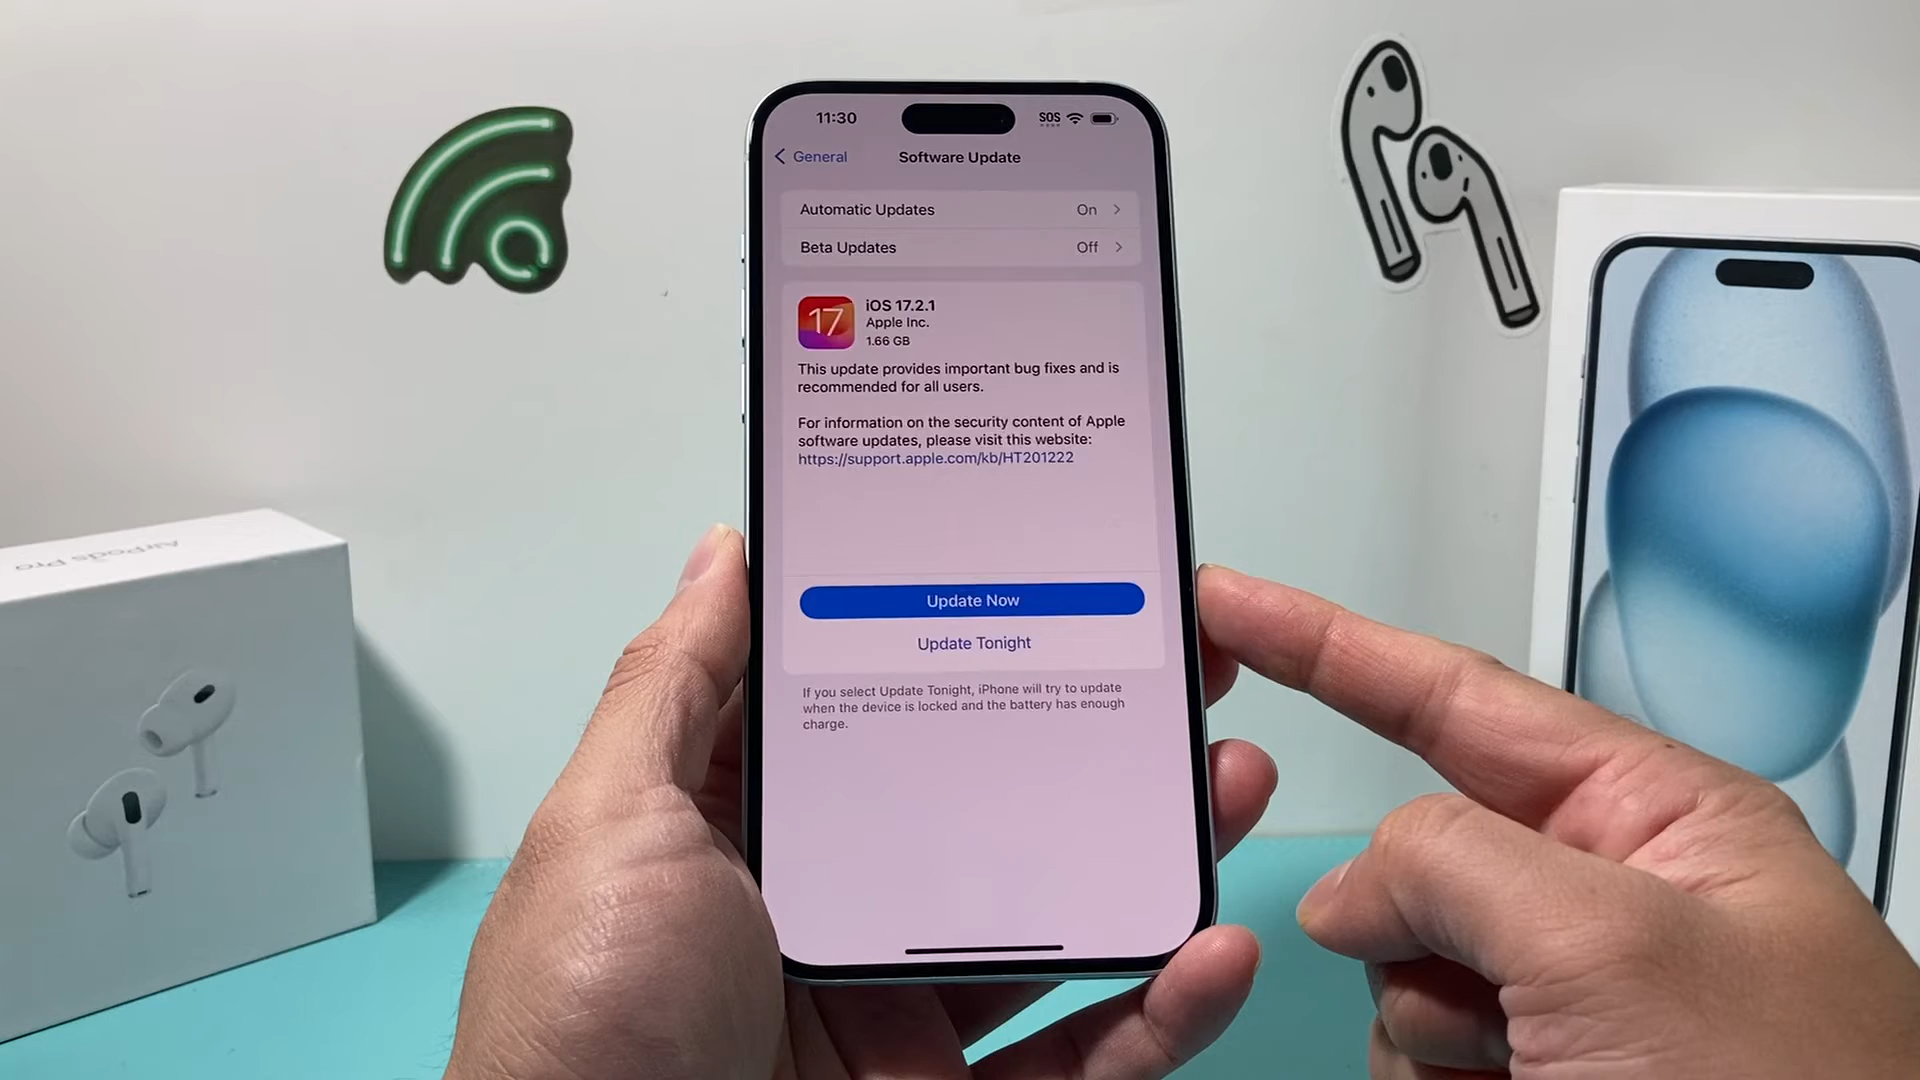 11:30
SOS
General
Software Update
Automatic Updates On
Beta Updates Off
17
iOS 17.2.1
Apple Inc.
1.66 GB
This update provides important bug fixes and is
recommended for all users.
For information on the security content of Apple
software updates, please visit this website:
https://support.apple.com/kb/HT201222
Update Now
Update Tonight
If you select Update Tonight, iPhone will try to update
when the device is locked and the battery has enough
charge.
AirPods Pro